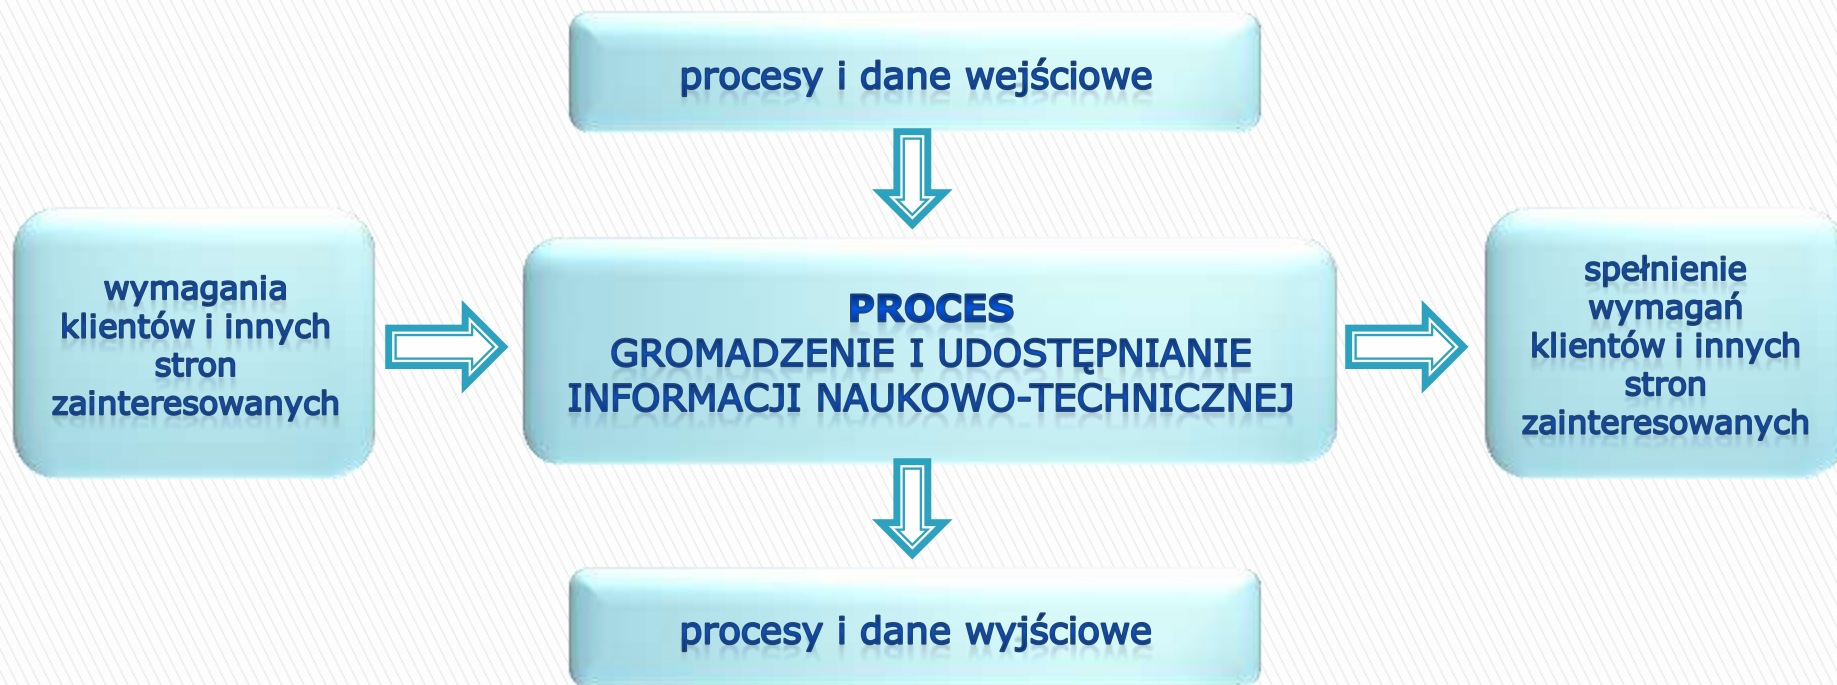 procesy i dane wejściowe
wymagania
klientów i innych
stron
zainteresowanych
PROCES
GROMADZENIE I UDOSTĘPNIANIE
INFORMACJI NAUKOWO-TECHNICZNEJ
spełnienie
wymagań
klientów i innych
stron
zainteresowanych
procesy i dane wyjściowe